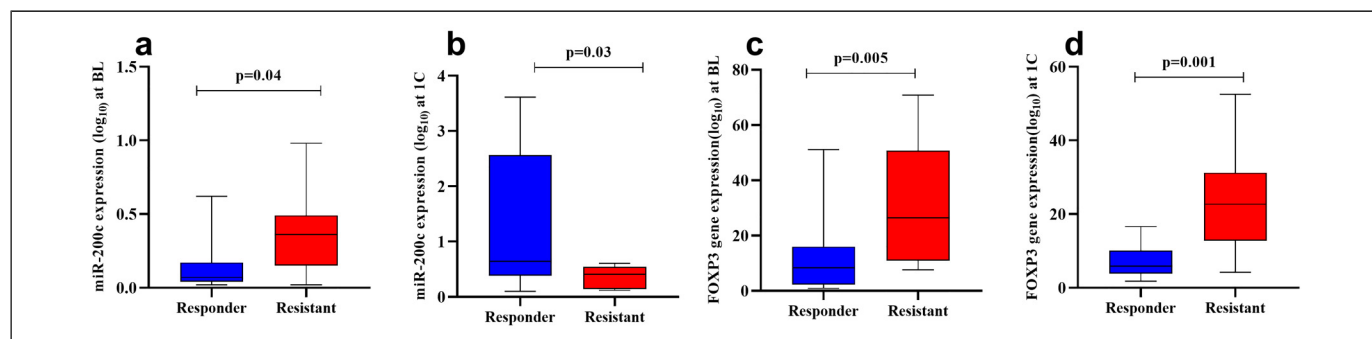 a
miR-200c expression (log10) at BL
1.5
1.0
0.5
0.0
p=0.04
Responder Resistant
b
miR-200c expression (log10) at 1C
4
3
2
1
0
p=0.03
Responder Resistant
c
FOXP3 gene expression(log10) at BL
80
60
40
20
0
p=0.005
Responder Resistant
d
FOXP3 gene expression(log10) at 1C
60
40
20
0
p=0.001
Responder Resistant